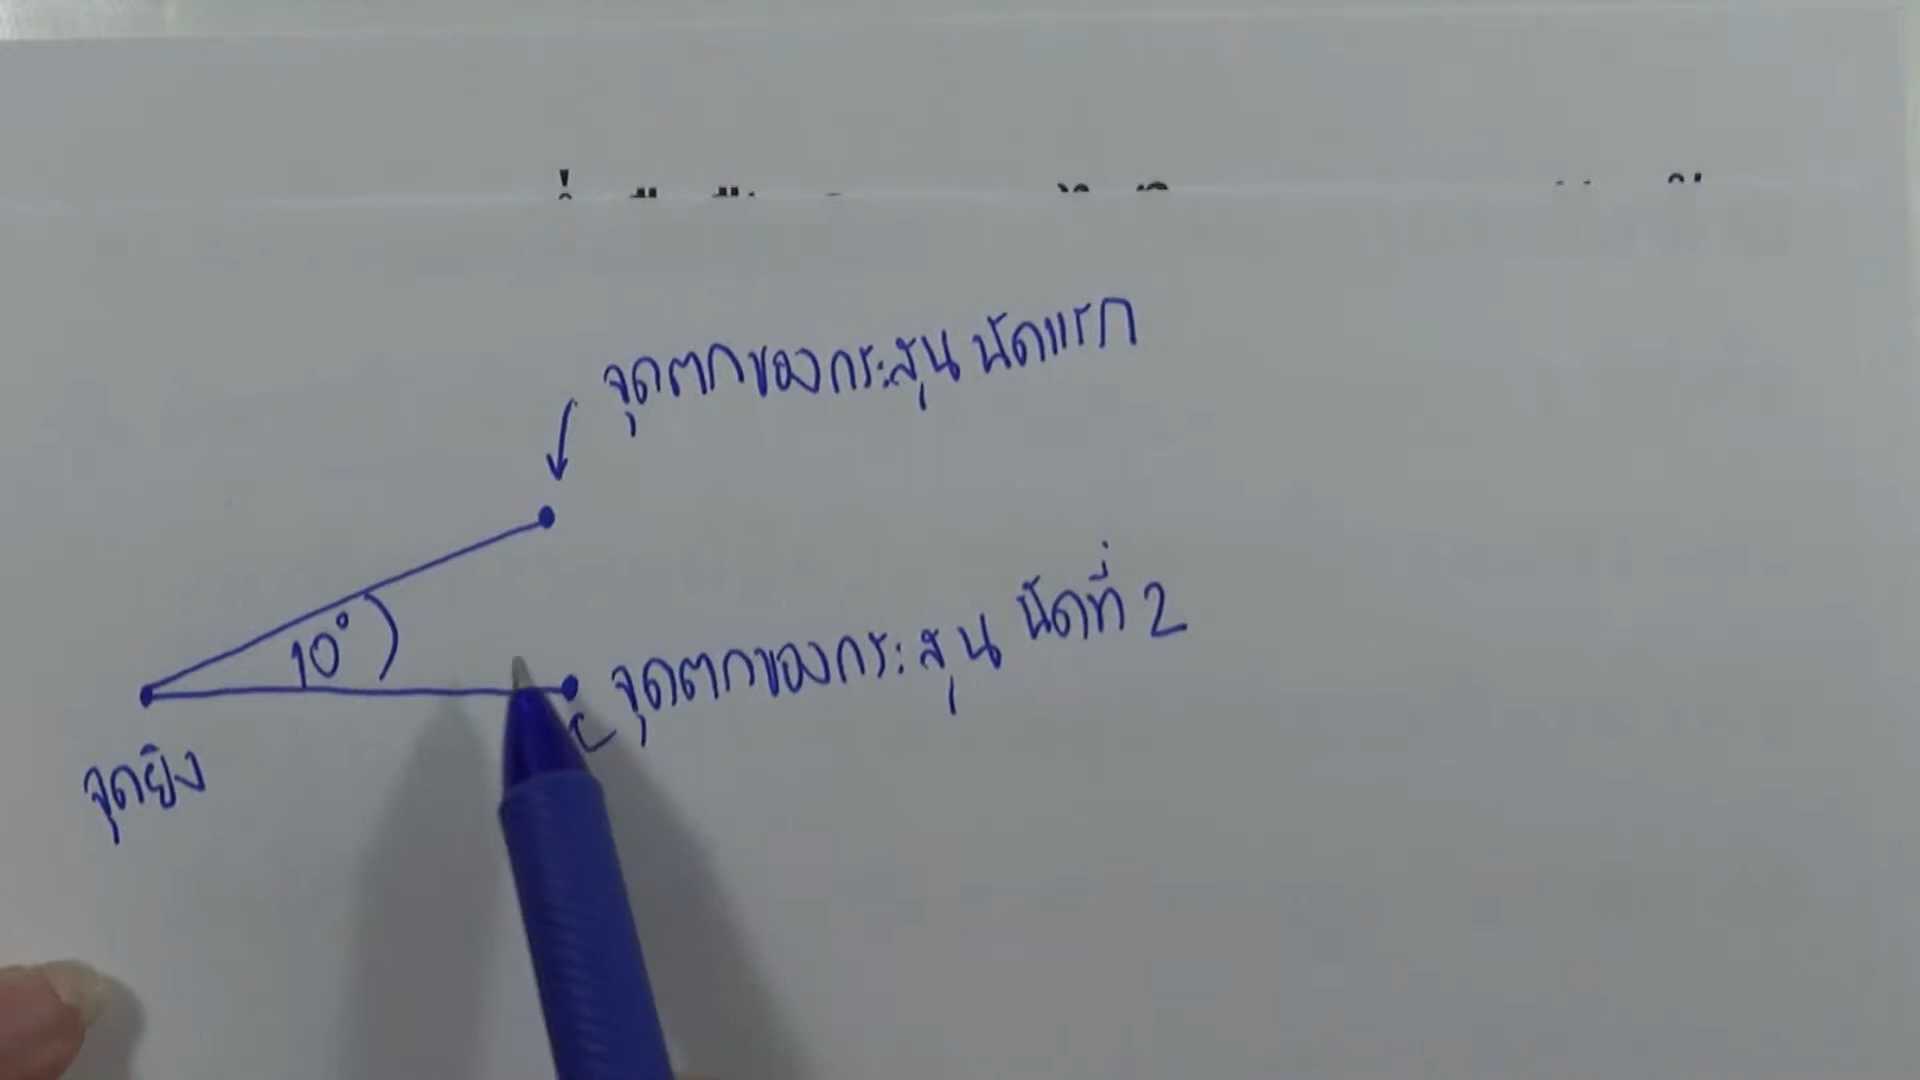 จุดตกของกระสุน นัดแรก
10°
จุดตกของกระสุน นัดที่ 2
จุดยิง